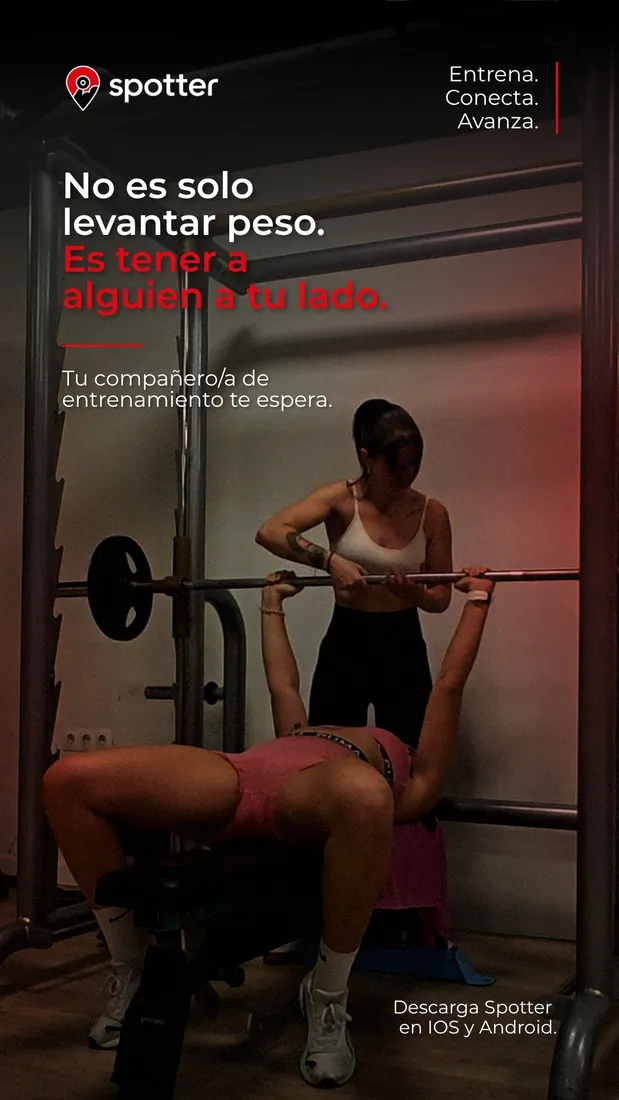 spotter
Entrena.
Conecta.
Avanza.
No es solo
levantar peso.
Es tener a
alguien a tu lado.
Tu compañero/a de
entrenamiento te espera.
Descarga Spotter
en IOS y Android.